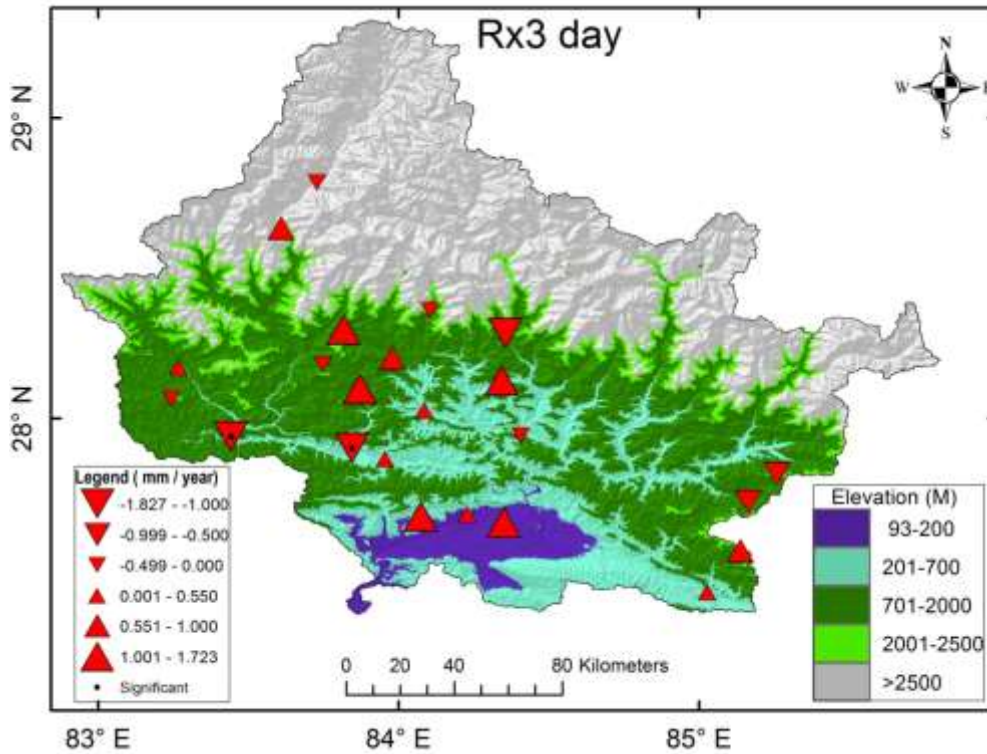 Rx3 day
N
W
E
S
29° N
28° N
Legend ( mm / year)
-1.827 - -1.000
-0.999 - -0.500
-0.499 - 0.000
0.001 - 0.550
0.551 - 1.000
1.001 - 1.723
Significant
Elevation (M)
93-200
201-700
701-2000
2001-2500
>2500
0 20 40 80 Kilometers
83° E 84° E 85° E